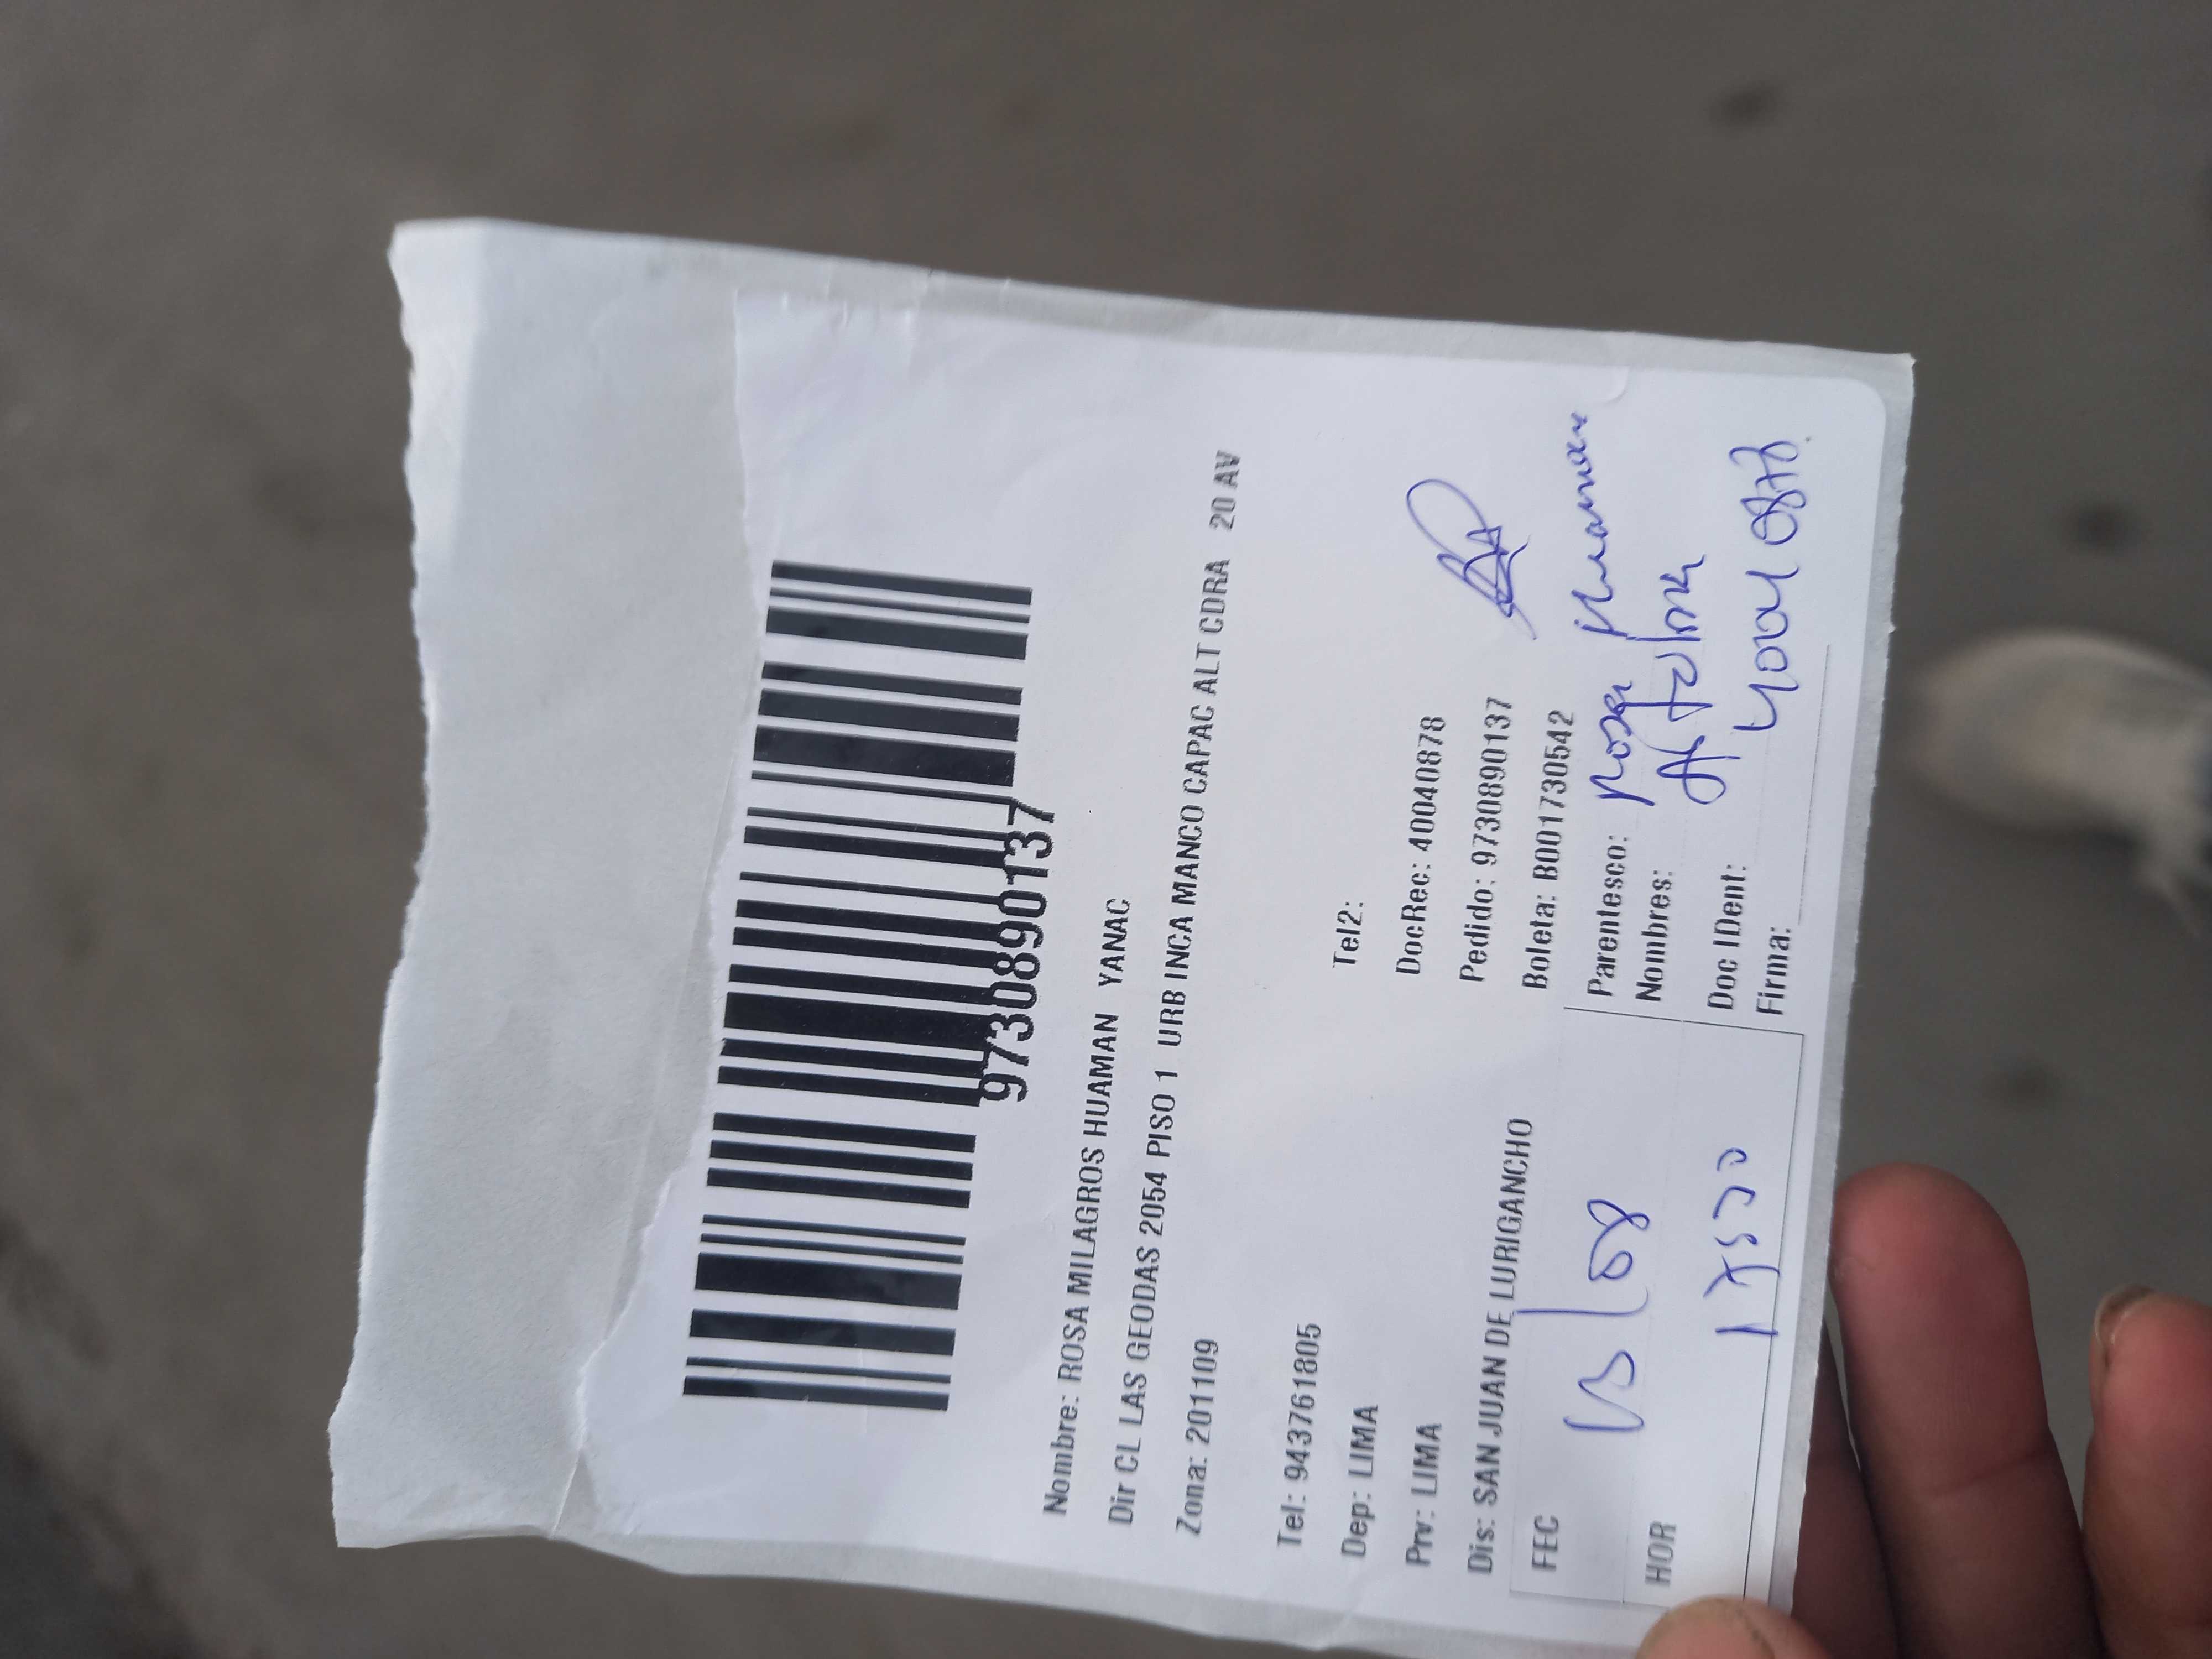 9730890137
Nombre: ROSA MILAGROS HUAMAN YANAC
Dir CL LAS GEODAS 2054 PISO 1 URB INCA MANCO CAPAC ALT CDRA 20 AV
Zona: 201109
Tel: 943761805 Tel2:
Dep: LIMA DocRec: 40040878
Prv: LIMA Pedido: 9730890137
Dis: SAN JUAN DE LURIGANCHO Boleta: B001730542
FEC Parentesco: Rosa Huaman
HOR Nombres:
Doc IDent:
Firma: